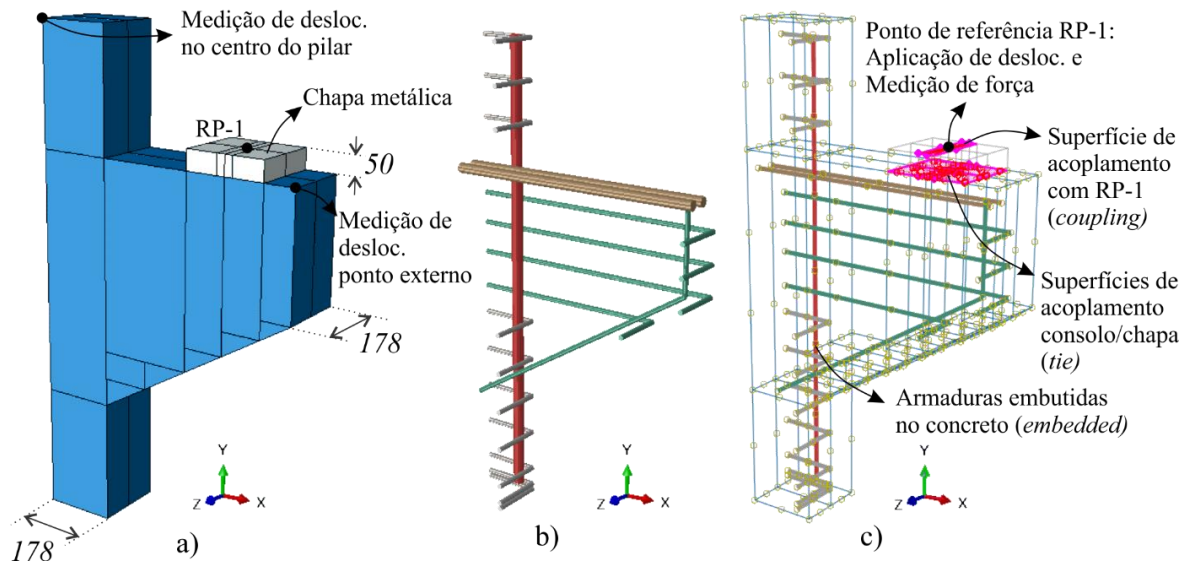 Medição de desloc.
no centro do pilar
Chapa metálica
RP-1
50
Medição de
desloc.
ponto externo
178
178
Y
Z
X
a)
Y
Z
X
b)
Ponto de referência RP-1:
Aplicação de desloc. e
Medição de força
Superfície de
acoplamento
com RP-1
(coupling)
Superfícies de
acoplamento
consolo/chapa
(tie)
Armaduras embutidas
no concreto (embedded)
Y
Z
X
c)